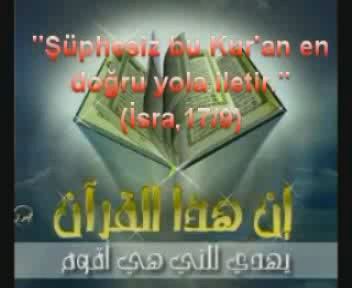 "Şüphesiz bu Kur'an en
doğru yola iletir."
(İsra,17/9)
إن هذا القرآن
يهدي للتي هي أقوم